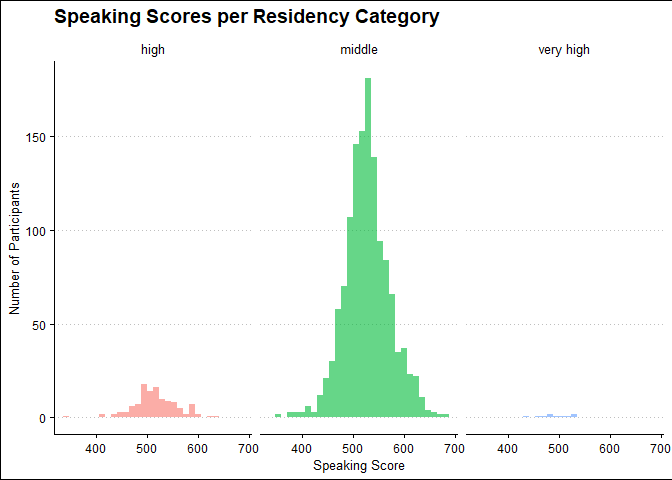 Speaking Scores per Residency Category
high middle very high
150
100
50
0
Number of Participants
400 500 600 700 400 500 600 700 400 500 600 700
Speaking Score